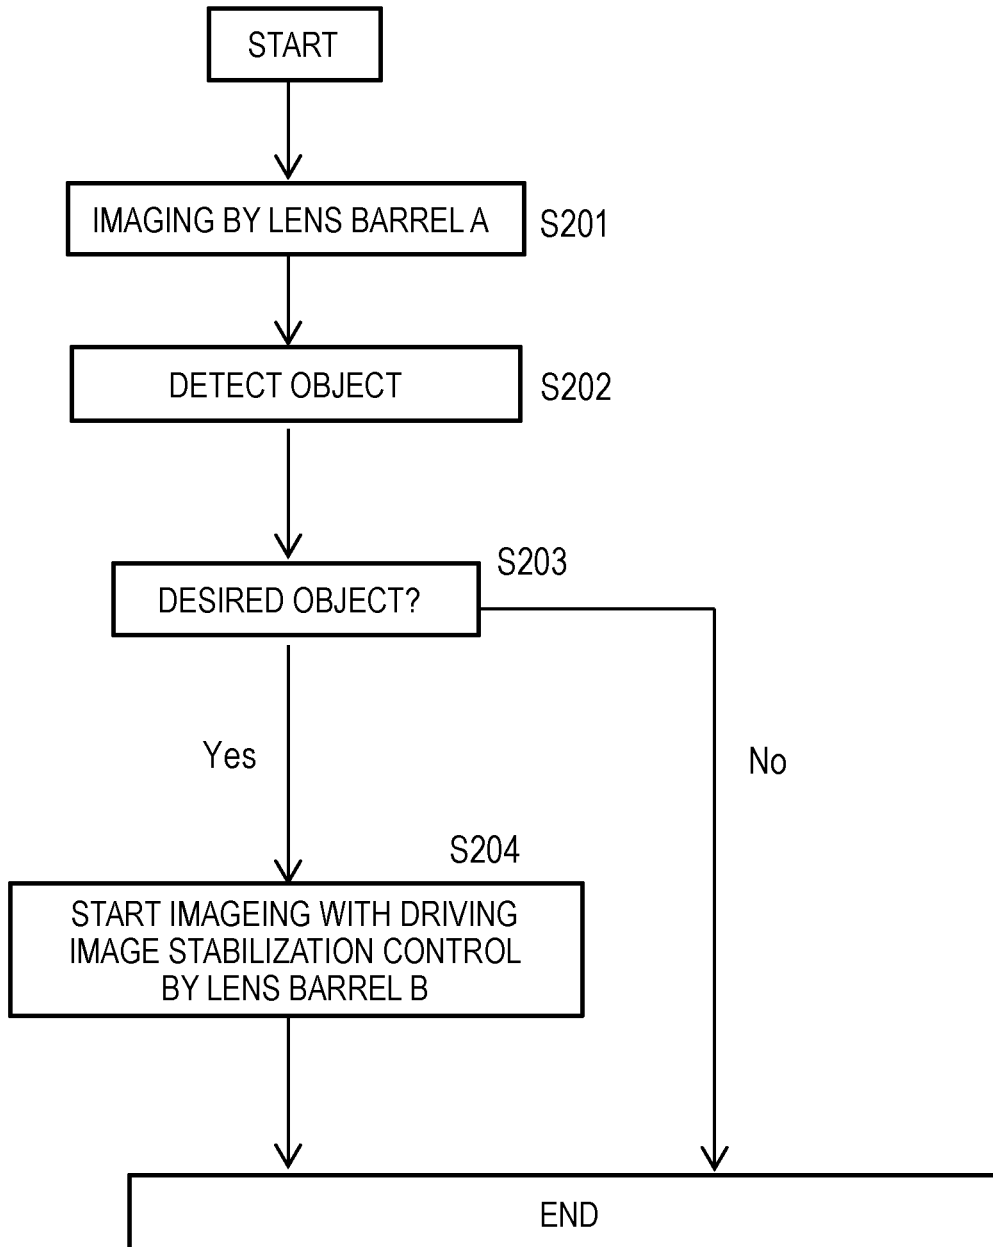 START
IMAGING BY LENS BARREL A
S201
DETECT OBJECT
S202
S203
DESIRED OBJECT?
Yes
No
S204
START IMAGEING WITH DRIVING
IMAGE STABILIZATION CONTROL
BY LENS BARREL B
END